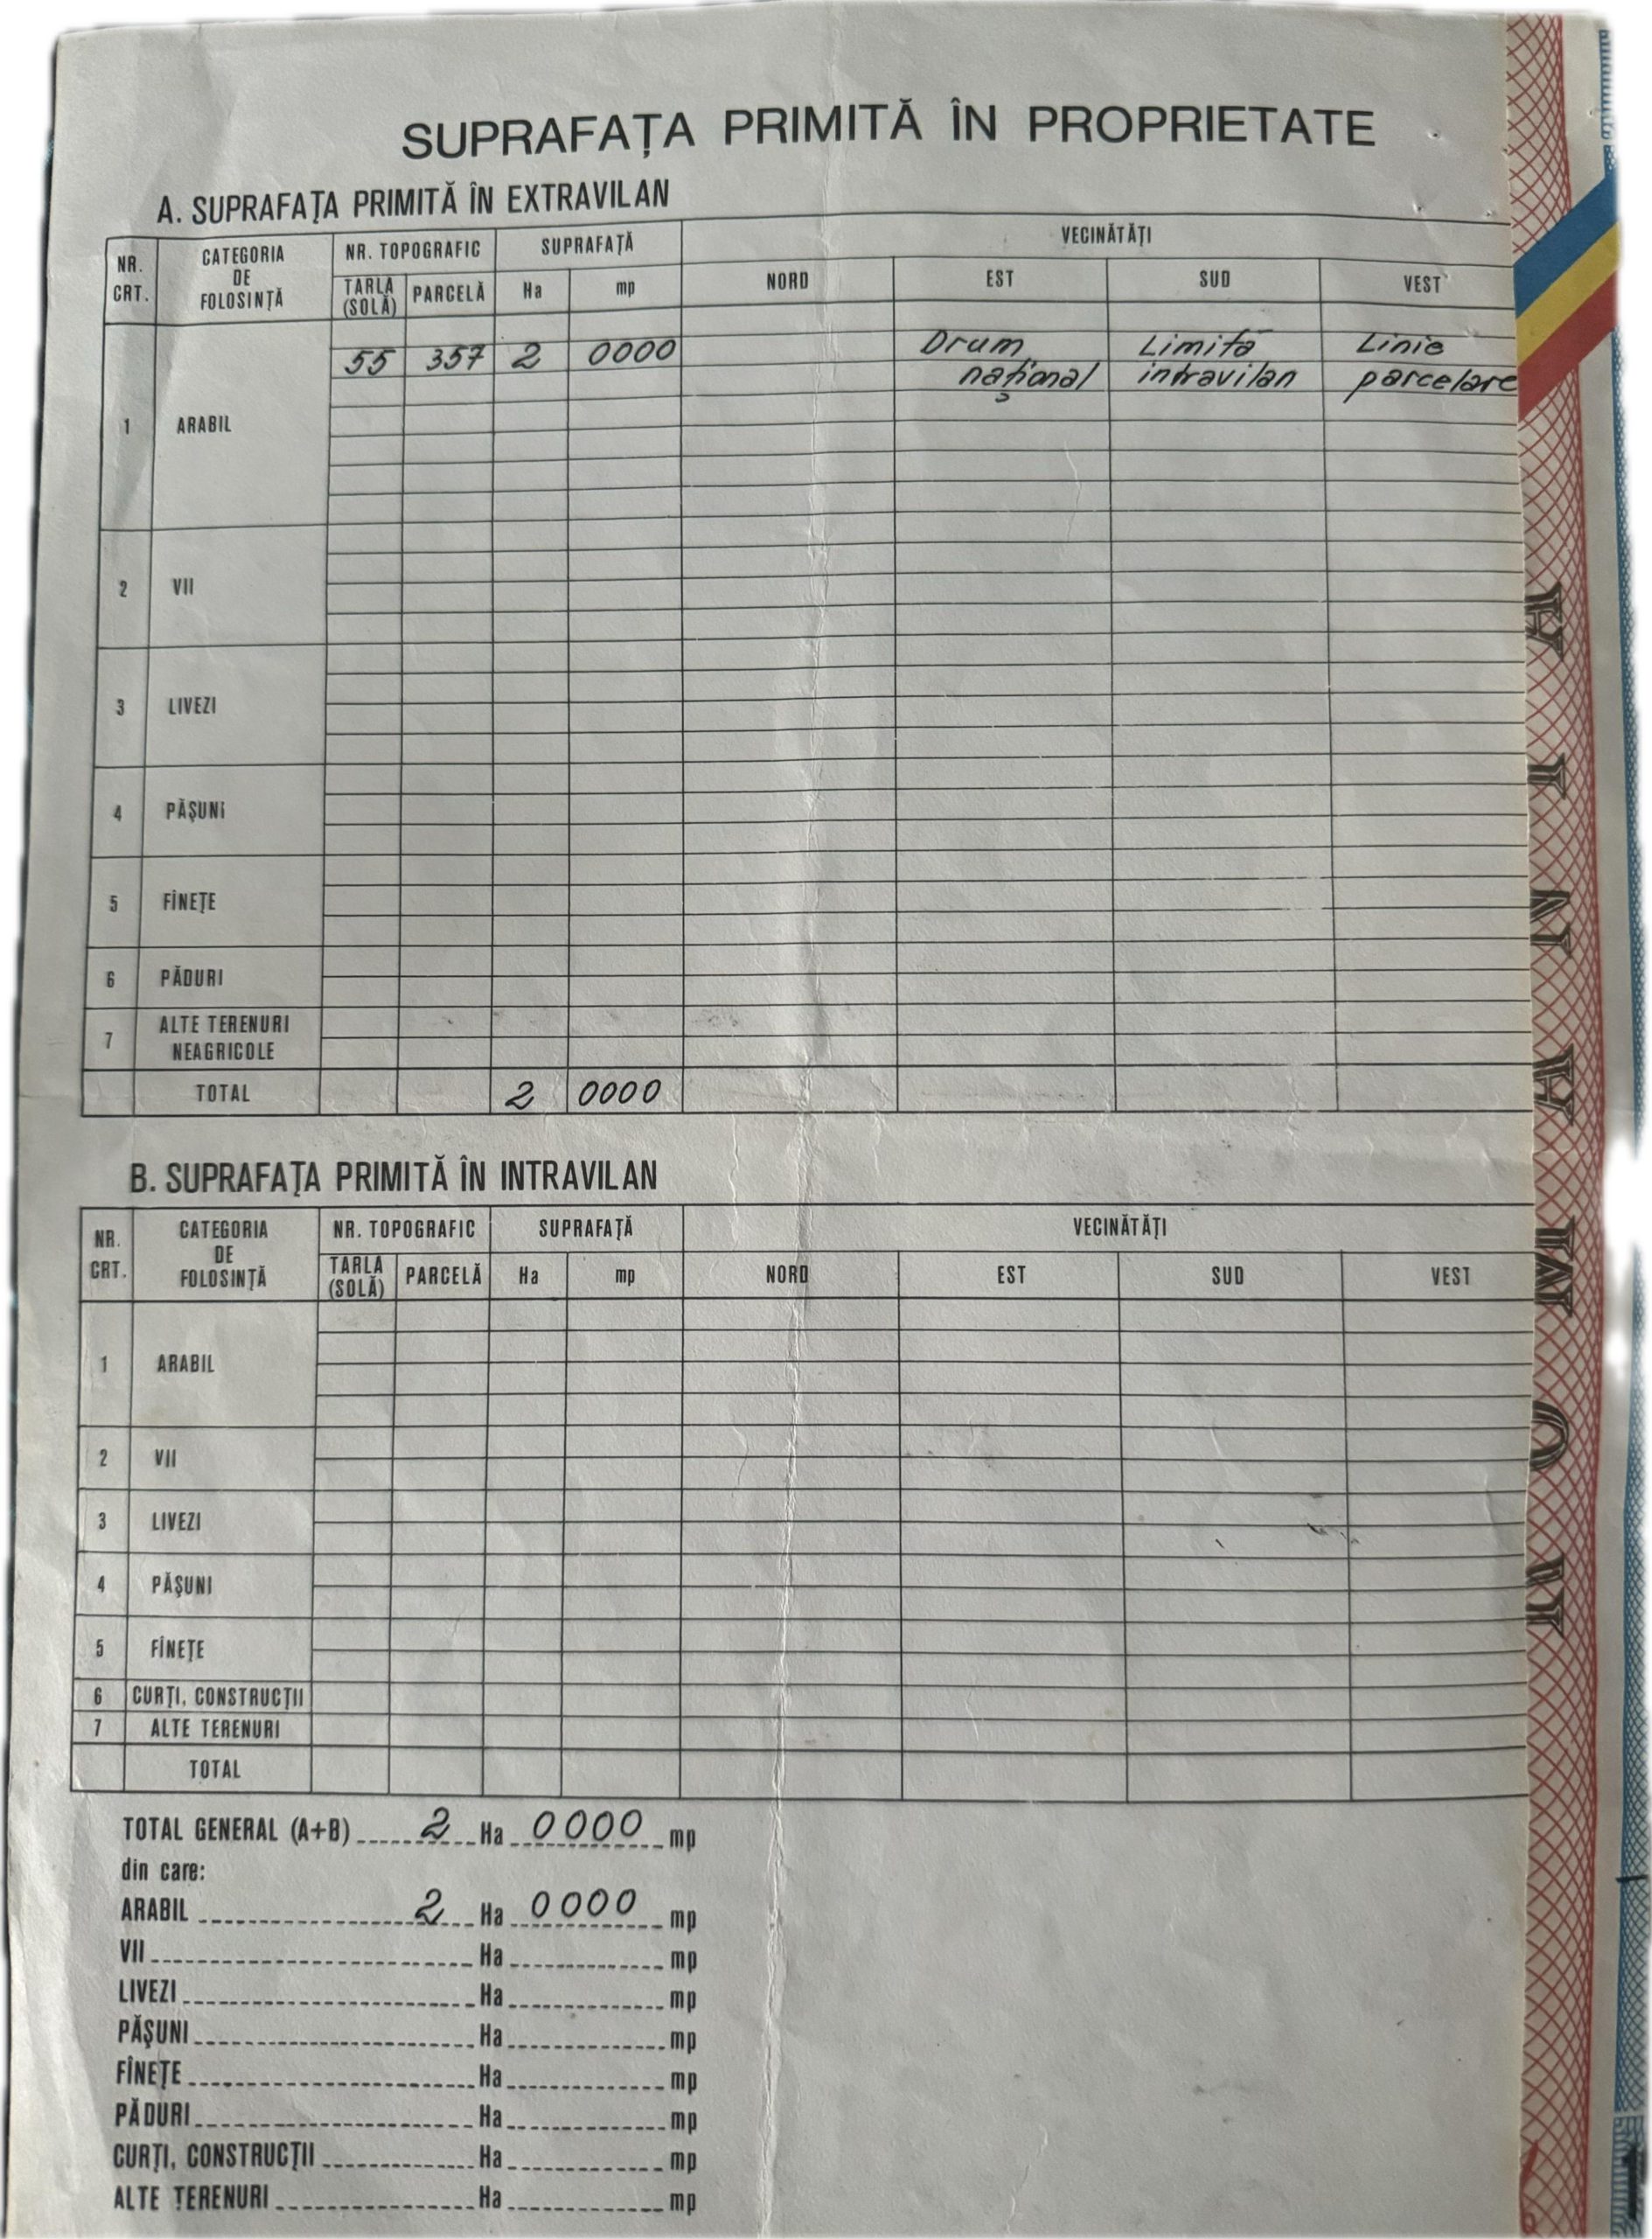 SUPRAFAȚA PRIMITĂ ÎN PROPRIETATE
A. SUPRAFAȚA PRIMITĂ ÎN EXTRAVILAN
NR. CRT. CATEGORIA DE FOLOSINȚĂ NR. TOPOGRAFIC SUPRAFAȚĂ VECINĂTĂȚI
TARLA (SOLĂ) PARCELĂ Ha mp NORD EST SUD VEST
1 ARABIL 55 357 2 0000 Drum Limită Linie
național intravilan parcelare
2 VII
3 LIVEZI
4 PĂȘUNI
5 FÎNEȚE
6 PĂDURI
7 ALTE TERENURI
NEAGRICOLE
TOTAL 2 0000
B. SUPRAFAȚA PRIMITĂ ÎN INTRAVILAN
NR. CRT. CATEGORIA DE FOLOSINȚĂ NR. TOPOGRAFIC SUPRAFAȚĂ VECINĂTĂȚI
TARLA (SOLĂ) PARCELĂ Ha mp NORD EST SUD VEST
1 ARABIL
2 VII
3 LIVEZI
4 PĂȘUNI
5 FÎNEȚE
6 CURȚI, CONSTRUCȚII
7 ALTE TERENURI
TOTAL
TOTAL GENERAL (A+B) 2 Ha 0000 mp
din care:
ARABIL 2 Ha 0000 mp
VII Ha mp
LIVEZI Ha mp
PĂȘUNI Ha mp
FÎNEȚE Ha mp
PĂDURI Ha mp
CURȚI, CONSTRUCȚII Ha mp
ALTE TERENURI Ha mp